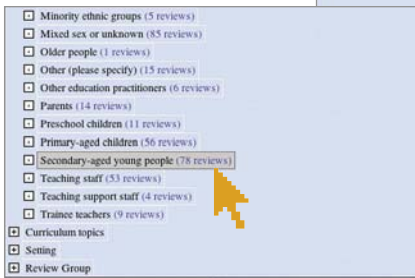 Minority ethnic groups (5 reviews)
Mixed sex or unknown (85 reviews)
Older people (1 reviews)
Other (please specify) (15 reviews)
Other education practitioners (6 reviews)
Parents (14 reviews)
Preschool children (11 reviews)
Primary-aged children (56 reviews)
Secondary-aged young people (78 reviews)
Teaching staff (53 reviews)
Teaching support staff (4 reviews)
Trainee teachers (9 reviews)
Curriculum topics
Setting
Review Group